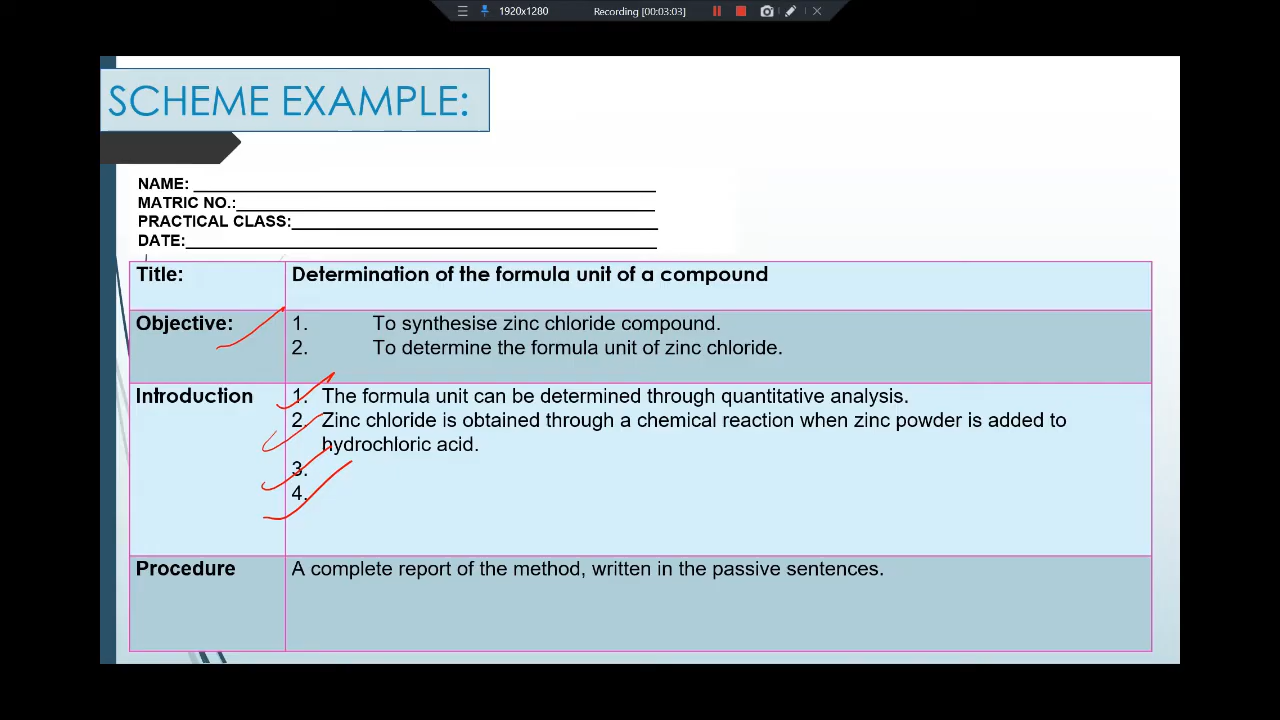 1920x1280 Recording [00:03:03]
SCHEME EXAMPLE:
NAME:
MATRIC NO.:
PRACTICAL CLASS:
DATE:
Title: Determination of the formula unit of a compound
Objective: 1. To synthesise zinc chloride compound.
2. To determine the formula unit of zinc chloride.
Introduction 1. The formula unit can be determined through quantitative analysis.
2. Zinc chloride is obtained through a chemical reaction when zinc powder is added to
hydrochloric acid.
3.
4.
Procedure A complete report of the method, written in the passive sentences.